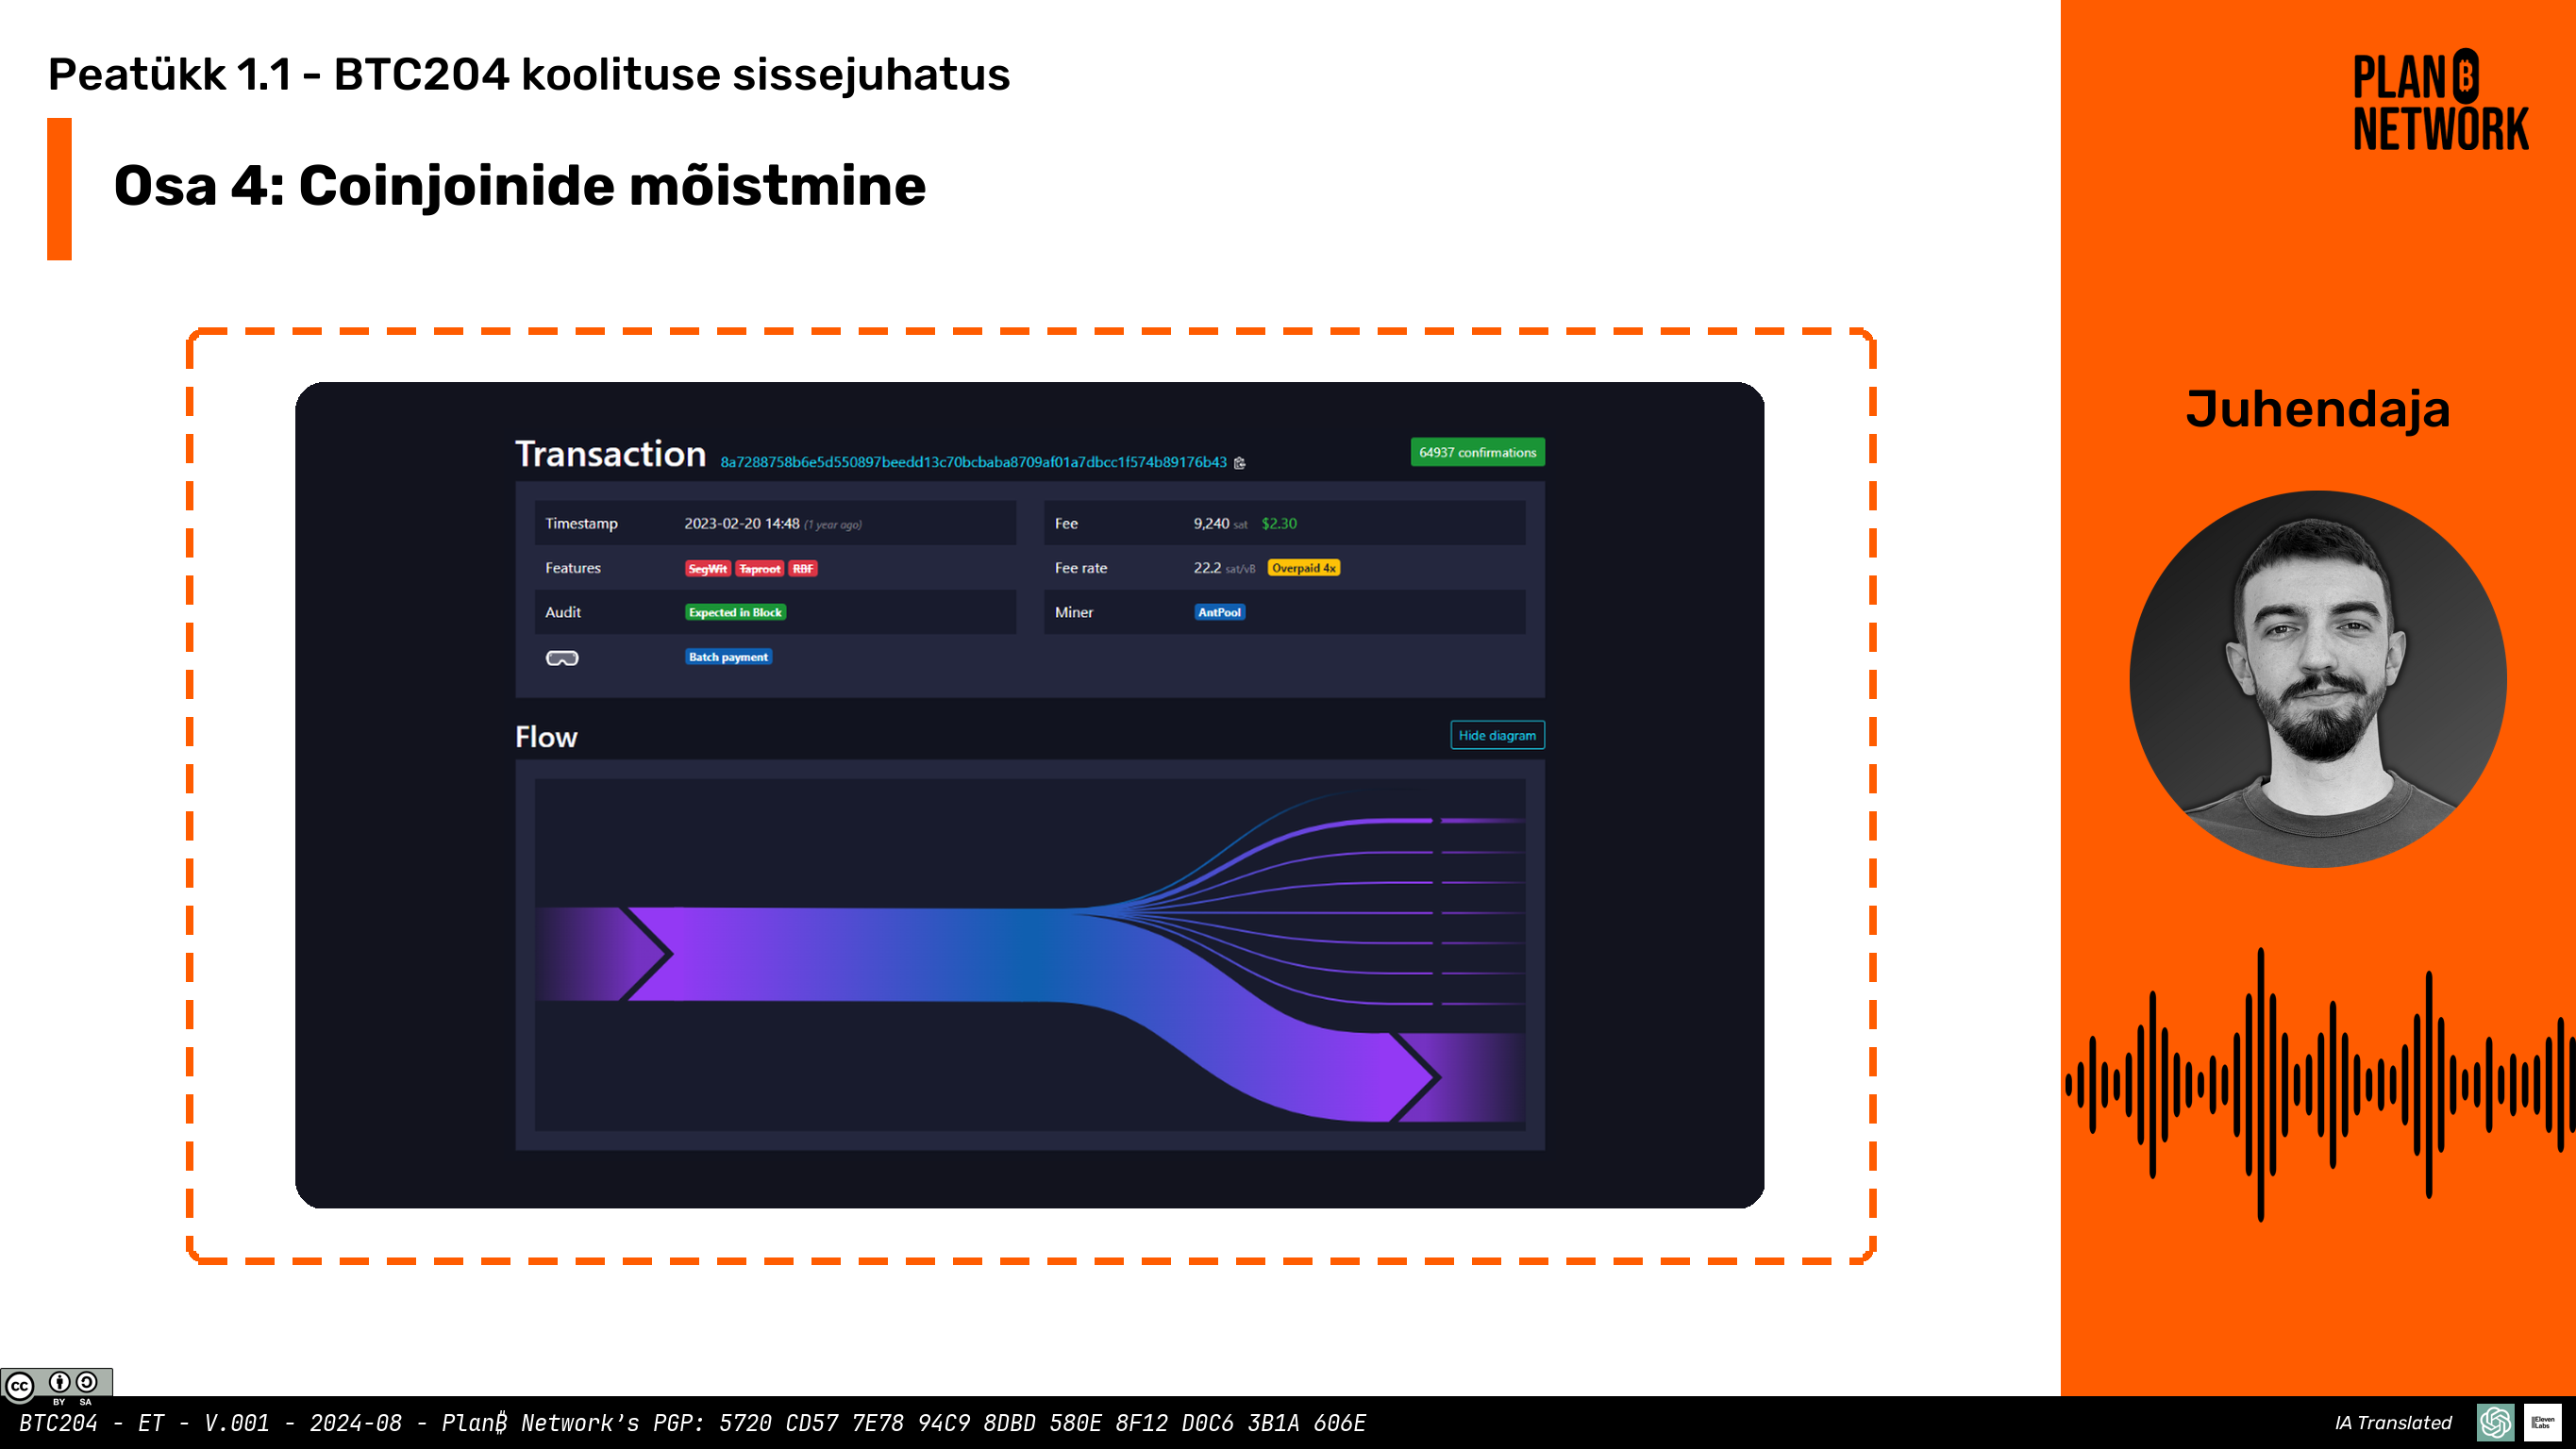 Peatükk 1.1 - BTC204 koolituse sissejuhatus
Osa 4: Coinjoinide mõistmine
PLAN ₿
NETWORK
Juhendaja
Transaction 8a7288758b6e5d550897beedd13c70bcbaba8709af01a7dbcc1f574b89176b43
64937 confirmations
Timestamp 2023-02-20 14:48 (1 year ago)
Fee 9,240 sat $2.30
Features SegWit Taproot RBF
Fee rate 22.2 sat/vB Overpaid 4x
Audit Expected in Block
Miner AntPool
Batch payment
Flow
Hide diagram
cc BY SA
BTC204 - ET - V.001 - 2024-08 - Plan₿ Network's PGP: 5720 CD57 7E78 94C9 8DBD 580E 8F12 D0C6 3B1A 606E
IA Translated
IIElevenLabs